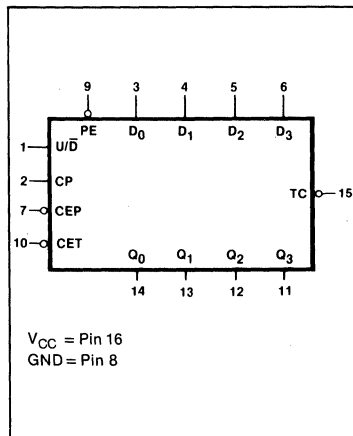 9 3 4 5 6
PE D₀ D₁ D₂ D₃
1 U/D̅
2 CP
TC 15
7 CEP
10 CET
Q₀ Q₁ Q₂ Q₃
14 13 12 11
V_CC = Pin 16
GND = Pin 8